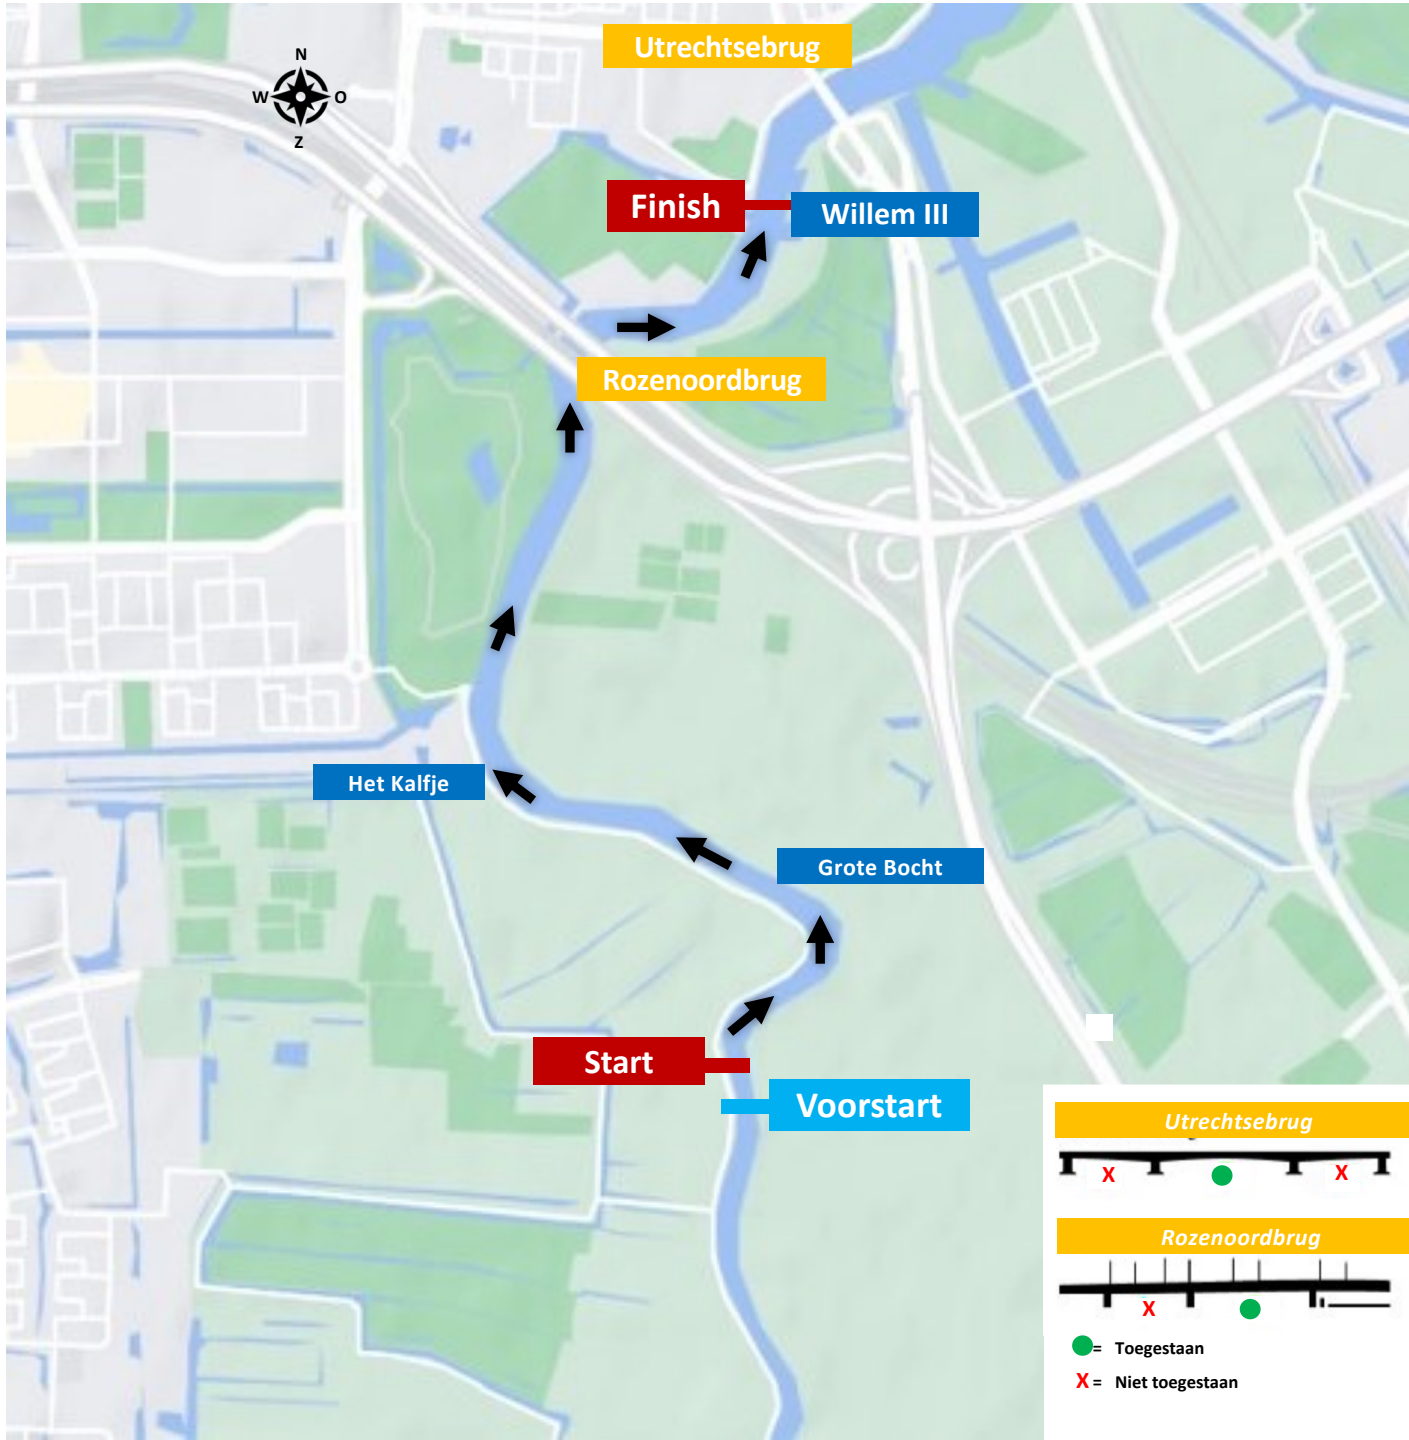 Utrechtsebrug
N
W O
Z
Finish
Willem III
Rozenoordbrug
Het Kalfje
Grote Bocht
Start
Voorstart
Utrechtsebrug
X X
Rozenoordbrug
X
= Toegestaan
X = Niet toegestaan